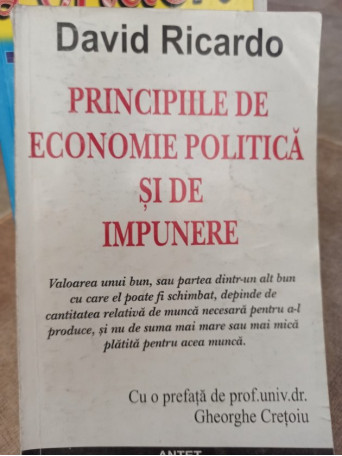 David Ricardo
PRINCIPIILE DE
ECONOMIE POLITICĂ
ȘI DE
IMPUNERE
Valoarea unui bun, sau partea dintr-un alt bun
cu care el poate fi schimbat, depinde de
cantitatea relativă de muncă necesară pentru a-l
produce, și nu de suma mai mare sau mai mică
plătită pentru acea muncă.
Cu o prefață de prof.univ.dr.
Gheorghe Crețoiu
ANTET